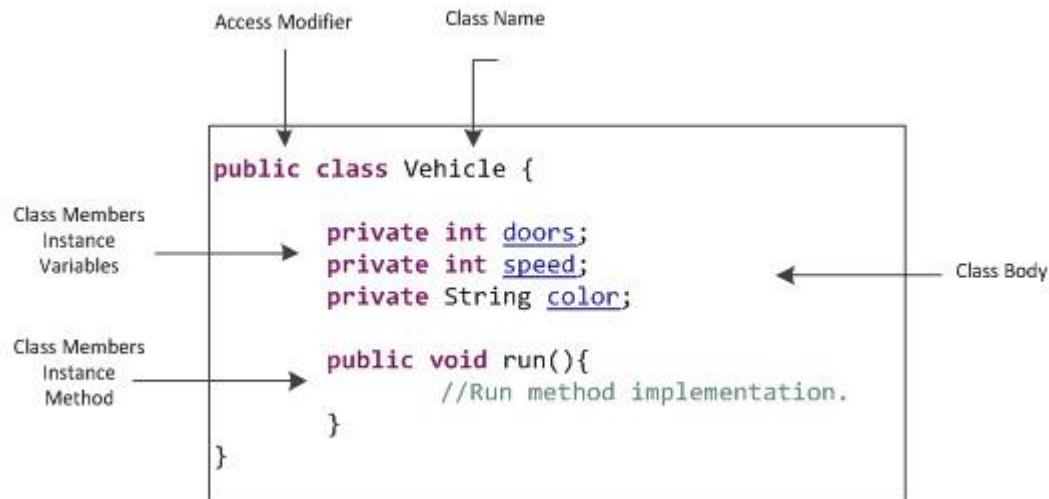 Access Modifier
Class Name
public class Vehicle {
Class Members
Instance
Variables
private int doors;
private int speed;
private String color;
Class Body
Class Members
Instance
Method
public void run(){
//Run method implementation.
}
}